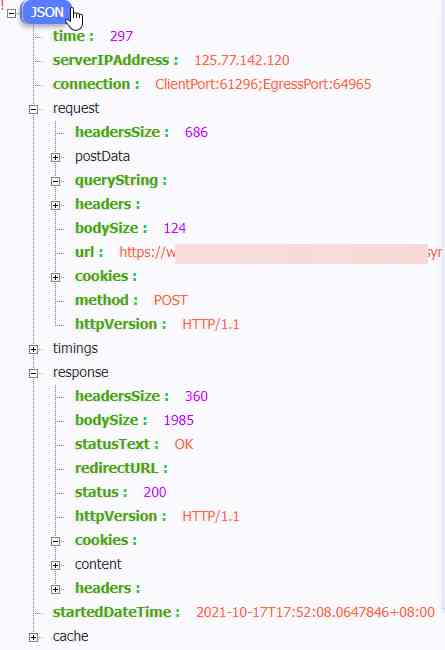 ! JSON
time : 297
serverIPAddress : 125.77.142.120
connection : ClientPort:61296;EgressPort:64965
request
headersSize : 686
postData
queryString :
headers :
bodySize : 124
url : https://w syr
cookies :
method : POST
httpVersion : HTTP/1.1
timings
response
headersSize : 360
bodySize : 1985
statusText : OK
redirectURL :
status : 200
httpVersion : HTTP/1.1
cookies :
content
headers :
startedDateTime : 2021-10-17T17:52:08.0647846+08:00
cache